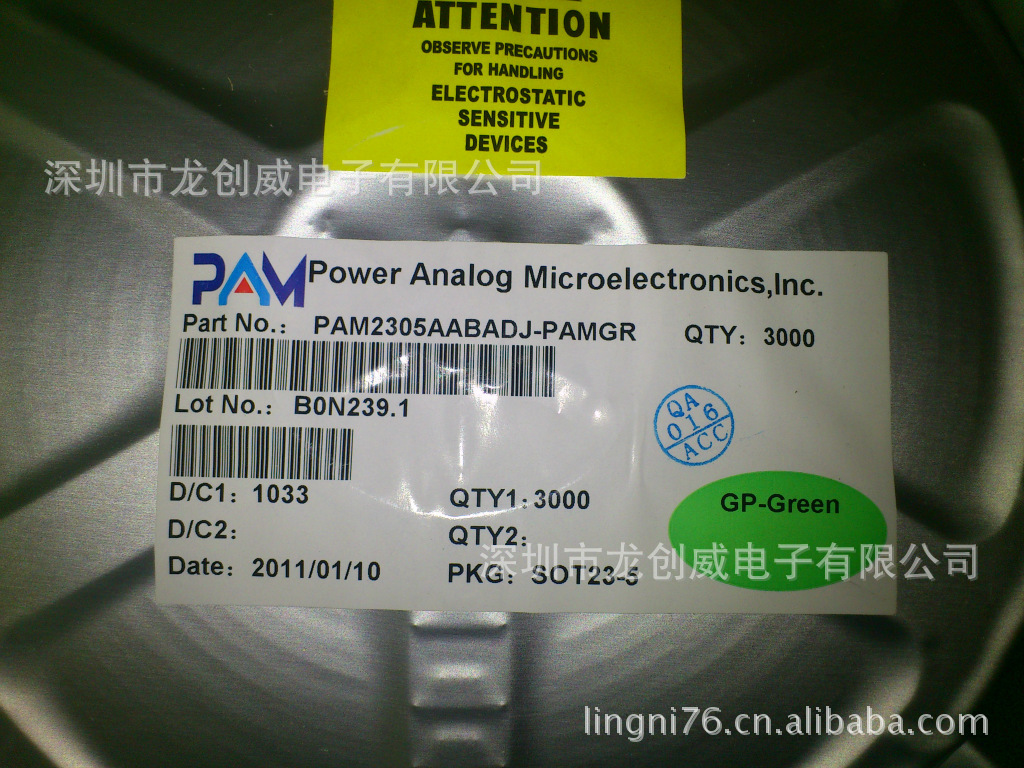 ATTENTION
OBSERVE PRECAUTIONS
FOR HANDLING
ELECTROSTATIC
SENSITIVE
DEVICES
深圳市龙创威电子有限公司
PAM Power Analog Microelectronics,Inc.
Part No.: PAM2305AABADJ-PAMGR QTY: 3000
Lot No.: B0N239.1
QA
016
ACC
D/C1: 1033 QTY1: 3000
GP-Green
D/C2: QTY2:
深圳市龙创威电子有限公司
Date: 2011/01/10 PKG: SOT23-5
lingni76.cn.alibaba.com